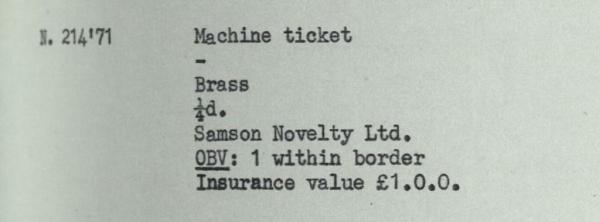 N. 214'71 Machine ticket
-
Brass
¼d.
Samson Novelty Ltd.
OBV: 1 within border
Insurance value £1.0.0.